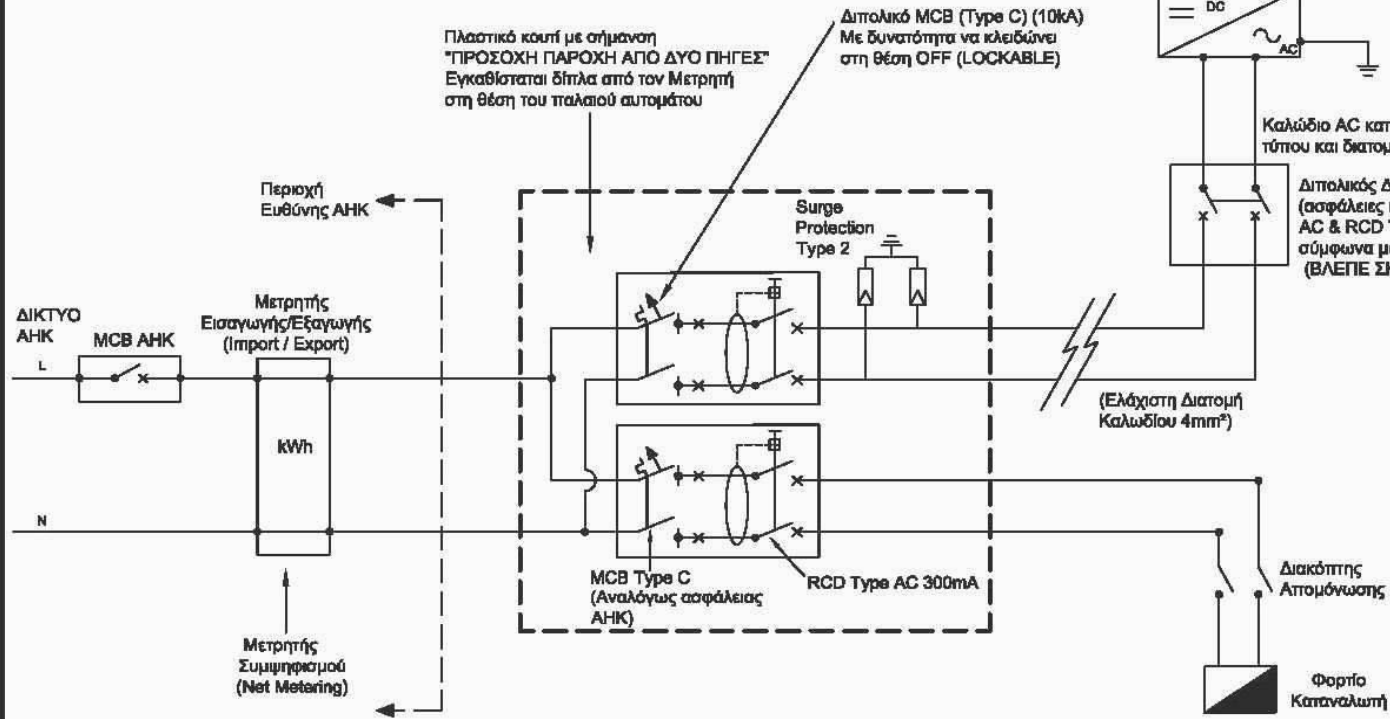 DC
AC
Διπολικό MCB (Type C) (10kA)
Με δυνατότητα να κλειδώνει
στη θέση OFF (LOCKABLE)
Πλαστικό κουτί με σήμανση
"ΠΡΟΣΟΧΗ ΠΑΡΟΧΗ ΑΠΟ ΔΥΟ ΠΗΓΕΣ"
Εγκαθίσταται δίπλα από τον Μετρητή
στη θέση του παλαιού αυτομάτου
Καλώδιο AC
τύπου και
Διπολικός
(ασφάλειες
AC & RCD
σύμφωνα
(ΒΛΕΠΕ
Περιοχή
Ευθύνης ΑΗΚ
Surge
Protection
Type 2
ΔΙΚΤΥΟ
ΑΗΚ
L
MCB ΑΗΚ
Μετρητής
Εισαγωγής/Εξαγωγής
(Import / Export)
(Ελάχιστη Διατομή
Καλωδίου 4mm²)
kWh
N
MCB Type C
(Αναλόγως ασφάλειας
ΑΗΚ)
RCD Type AC 300mA
Διακόπτης
Απομόνωσης
Μετρητής
Συμψηφισμού
(Net Metering)
Φορτίο
Καταναλωτή